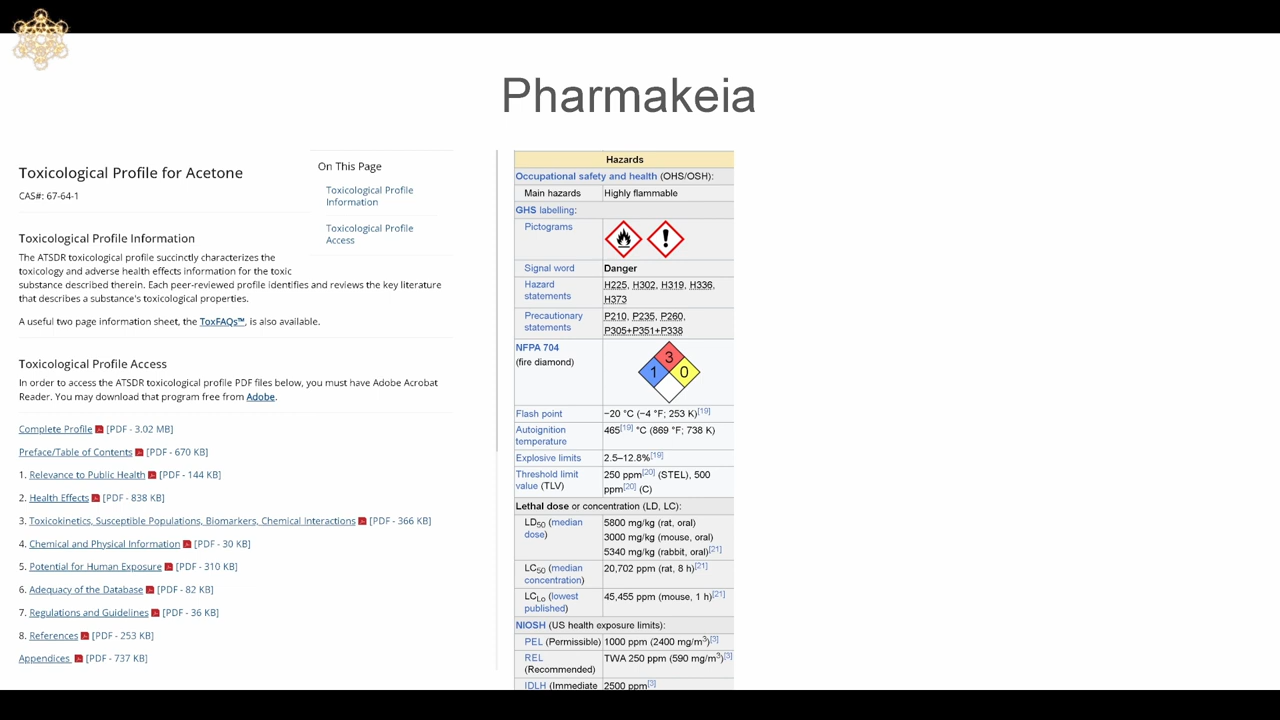 Pharmakeia
Toxicological Profile for Acetone
CAS#: 67-64-1
On This Page
Toxicological Profile
Information
Toxicological Profile
Access
Toxicological Profile Information
The ATSDR toxicological profile succinctly characterizes the
toxicology and adverse health effects information for the toxic
substance described therein. Each peer-reviewed profile identifies and reviews the key literature
that describes a substance's toxicological properties.
A useful two page information sheet, the ToxFAQs™, is also available.
Toxicological Profile Access
In order to access the ATSDR toxicological profile PDF files below, you must have Adobe Acrobat
Reader. You may download that program free from Adobe.
Complete Profile [PDF - 3.02 MB]
Preface/Table of Contents [PDF - 670 KB]
1. Relevance to Public Health [PDF - 144 KB]
2. Health Effects [PDF - 838 KB]
3. Toxicokinetics, Susceptible Populations, Biomarkers, Chemical Interactions [PDF - 366 KB]
4. Chemical and Physical Information [PDF - 30 KB]
5. Potential for Human Exposure [PDF - 310 KB]
6. Adequacy of the Database [PDF - 82 KB]
7. Regulations and Guidelines [PDF - 36 KB]
8. References [PDF - 253 KB]
Appendices [PDF - 737 KB]
Hazards
Occupational safety and health (OHS/OSH):
Main hazards Highly flammable
GHS labelling:
Pictograms
Signal word Danger
Hazard statements H225, H302, H319, H336,
H373
Precautionary statements P210, P235, P260,
P305+P351+P338
NFPA 704
(fire diamond)
3
1 0
Flash point −20 °C (−4 °F; 253 K)[19]
Autoignition temperature 465[19] °C (869 °F; 738 K)
Explosive limits 2.5–12.8%[19]
Threshold limit value (TLV) 250 ppm[20] (STEL), 500
ppm[20] (C)
Lethal dose or concentration (LD, LC):
LD50 (median dose) 5800 mg/kg (rat, oral)
3000 mg/kg (mouse, oral)
5340 mg/kg (rabbit, oral)[21]
LC50 (median concentration) 20,702 ppm (rat, 8 h)[21]
LCLo (lowest published) 45,455 ppm (mouse, 1 h)[21]
NIOSH (US health exposure limits):
PEL (Permissible) 1000 ppm (2400 mg/m3)[3]
REL (Recommended) TWA 250 ppm (590 mg/m3)[3]
IDLH (Immediate 2500 ppm[3]